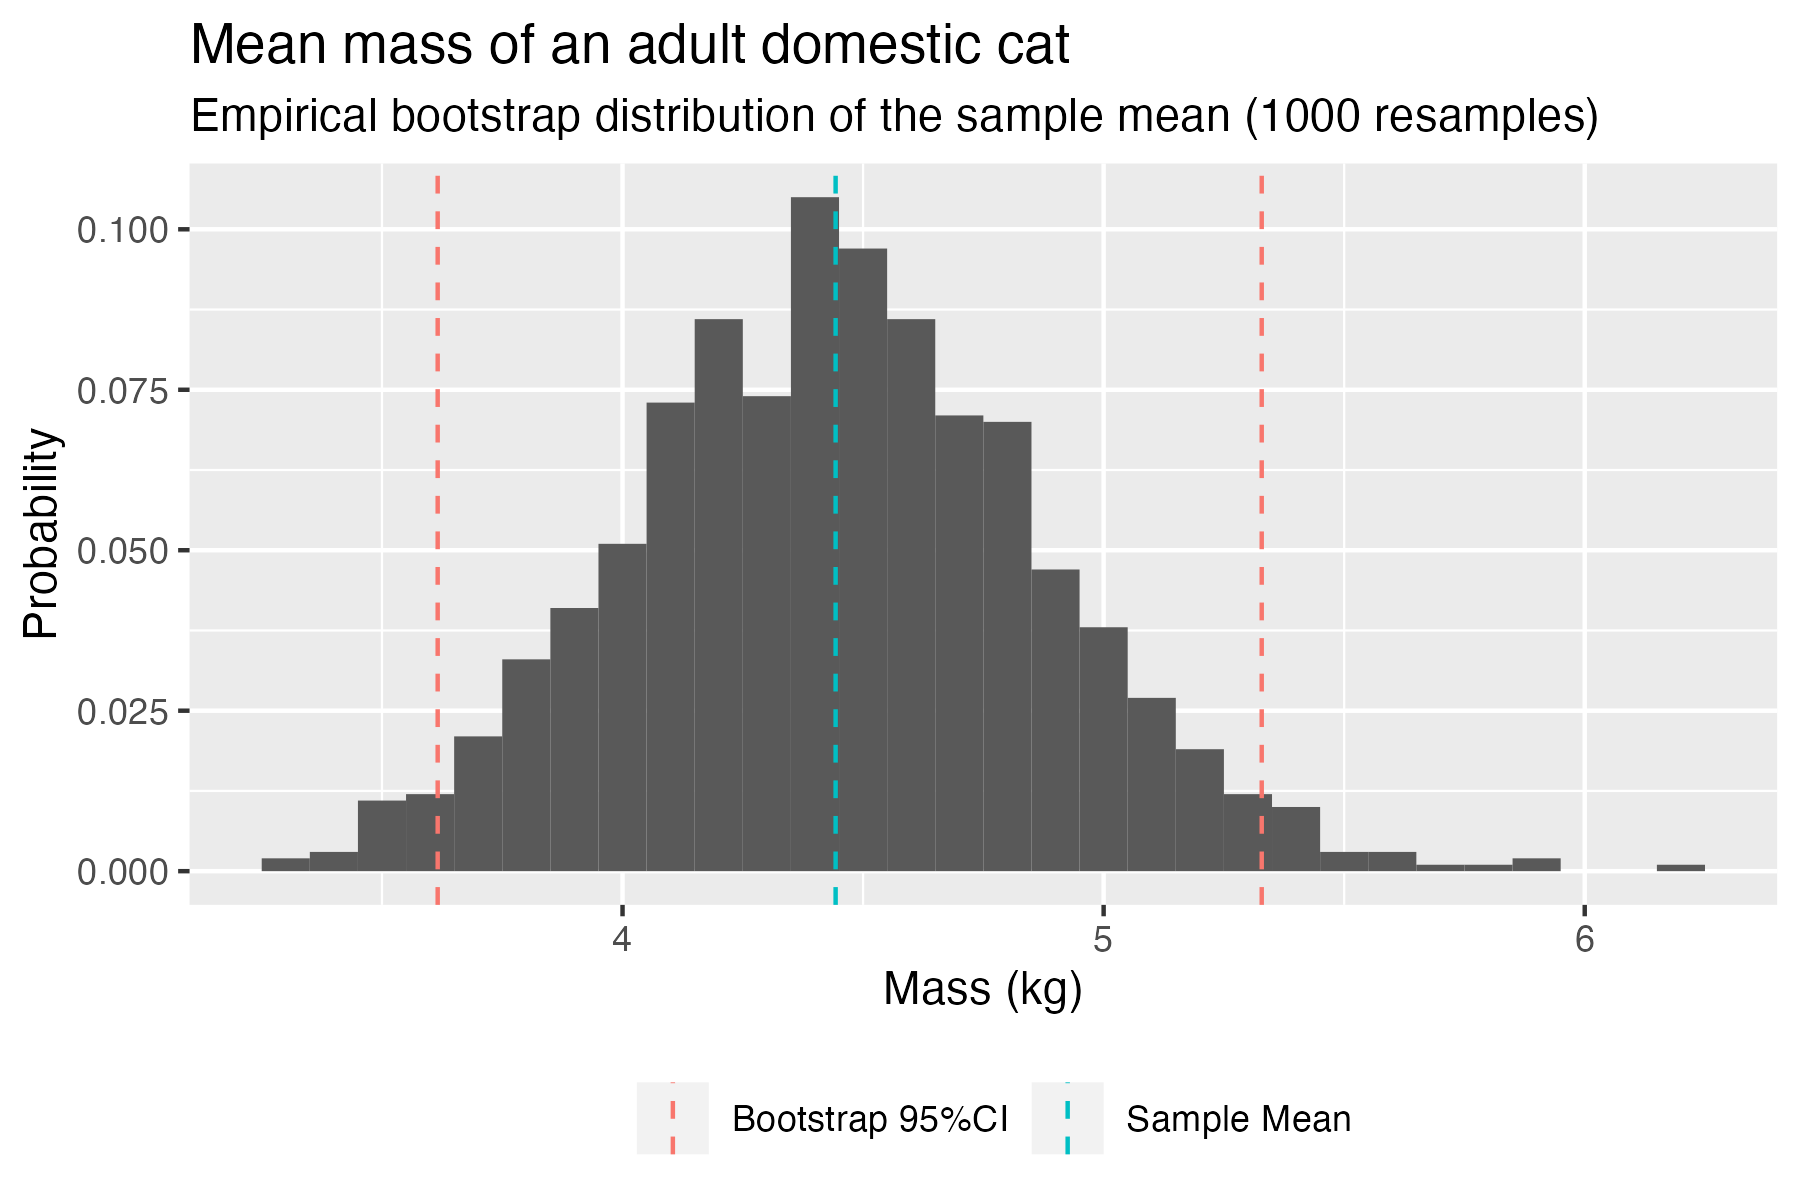 Mean mass of an adult domestic cat
Empirical bootstrap distribution of the sample mean (1000 resamples)
0.100
0.075
0.050
0.025
0.000
Probability
4 5 6
Mass (kg)
Bootstrap 95%CI Sample Mean